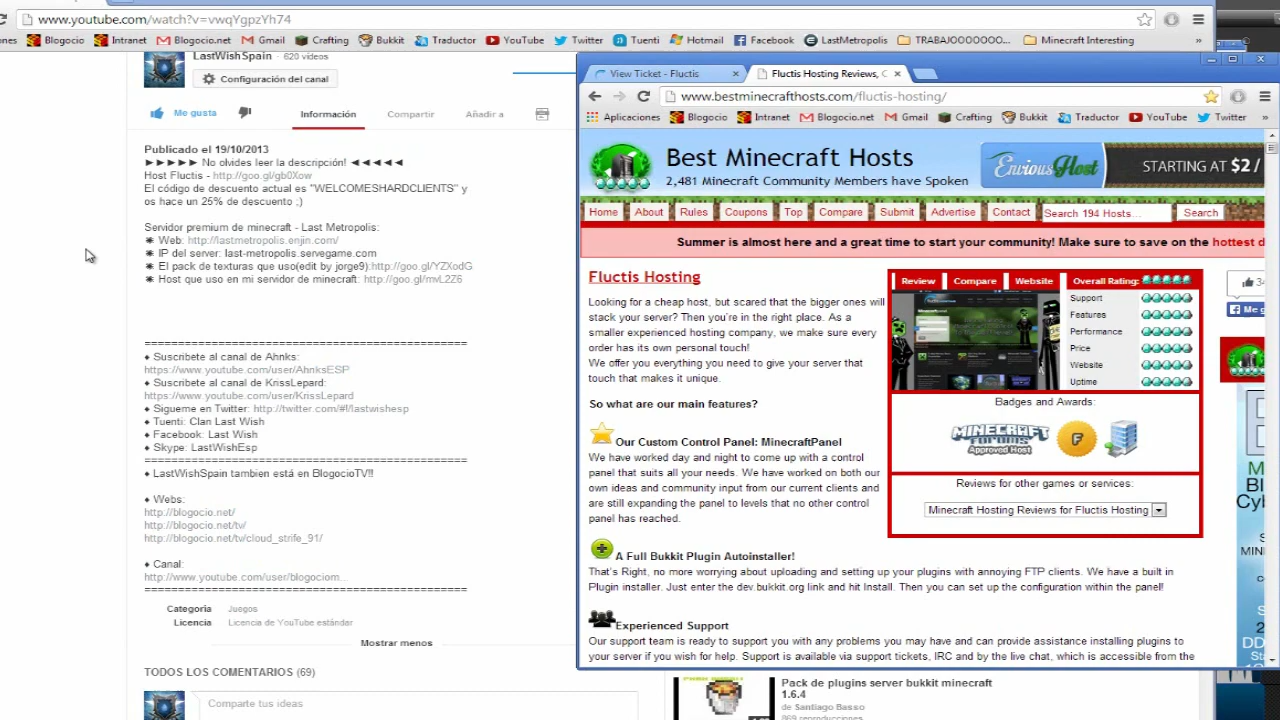 www.youtube.com/watch?v=vwqYgpzYh74
Blogocio
Intranet
Blogocio.net
Gmail
Crafting
Bukkit
Traductor
YouTube
Twitter
Tuenti
Hotmail
Facebook
LastMetropolis
TRABAJOOOOOO...
Minecraft Interesting
»
LastWishSpain · 620 vídeos
Configuración del canal
Me gusta
Información
Compartir
Añadir a
Publicado el 19/10/2013
►►►►► No olvides leer la descripción! ◄◄◄◄◄
Host Fluctis - http://goo.gl/gb0Xow
El código de descuento actual es "WELCOMESHARDCLIENTS" y
os hace un 25% de descuento ;)
Servidor premium de minecraft - Last Metropolis:
✷ Web: http://lastmetropolis.enjin.com/
✷ IP del server: last-metropolis.servegame.com
✷ El pack de texturas que uso(edit by jorge9):http://goo.gl/YZXodG
✷ Host que uso en mi servidor de minecraft: http://goo.gl/mvL2Z6
================================================
♦ Suscribete al canal de Ahnks:
https://www.youtube.com/user/AhnksESP
♦ Suscribete al canal de KrissLepard:
https://www.youtube.com/user/KrissLepard
♦ Sigueme en Twitter: http://twitter.com/#!/lastwishesp
♦ Tuenti: Clan Last Wish
♦ Facebook: Last Wish
♦ Skype: LastWishEsp
================================================
♦ LastWishSpain tambien está en BlogocioTV!!
♦ Webs:
http://blogocio.net/
http://blogocio.net/tv/
http://blogocio.net/tv/cloud_strife_91/
♦ Canal:
http://www.youtube.com/user/blogociom...
================================================
Categoría Juegos
Licencia Licencia de YouTube estándar
Mostrar menos
TODOS LOS COMENTARIOS (69)
Comparte tus ideas
View Ticket - Fluctis
Fluctis Hosting Reviews, C
www.bestminecrafthosts.com/fluctis-hosting/
Aplicaciones
Blogocio
Intranet
Blogocio.net
Gmail
Crafting
Bukkit
Traductor
YouTube
Twitter
»
Best Minecraft Hosts
2,481 Minecraft Community Members have Spoken
EnviousHost
STARTING AT $2 /
Home
About
Rules
Coupons
Top
Compare
Submit
Advertise
Contact
Search 194 Hosts...
Search
Summer is almost here and a great time to start your community! Make sure to save on the hottest d
Fluctis Hosting
Looking for a cheap host, but scared that the bigger ones will
stack your server? Then you're in the right place. As a
smaller experienced hosting company, we make sure every
order has its own personal touch!
We offer you everything you need to give your server that
touch that makes it unique.
So what are our main features?
Our Custom Control Panel: MinecraftPanel
We have worked day and night to come up with a control
panel that suits all your needs. We have worked on both our
own ideas and community input from our current clients and
are still expanding the panel to levels that no other control
panel has reached.
A Full Bukkit Plugin Autoinstaller!
That's Right, no more worrying about uploading and setting up your plugins with annoying FTP clients. We have a built in
Plugin installer. Just enter the dev.bukkit.org link and hit Install. Then you can set up the configuration within the panel!
Experienced Support
Our support team is ready to support you with any problems you may have and can provide assistance installing plugins to
your server if you wish for help. Support is available via support tickets, IRC and by the live chat, which is accessible from the
Review
Compare
Website
Overall Rating:
Support
Features
Performance
Price
Website
Uptime
Badges and Awards:
MINECRAFT
FORUMS
Approved Host
F
Reviews for other games or services:
Minecraft Hosting Reviews for Fluctis Hosting
Me g
Pack de plugins server bukkit minecraft
1.6.4
de Santiago Basso
869 reproducciones